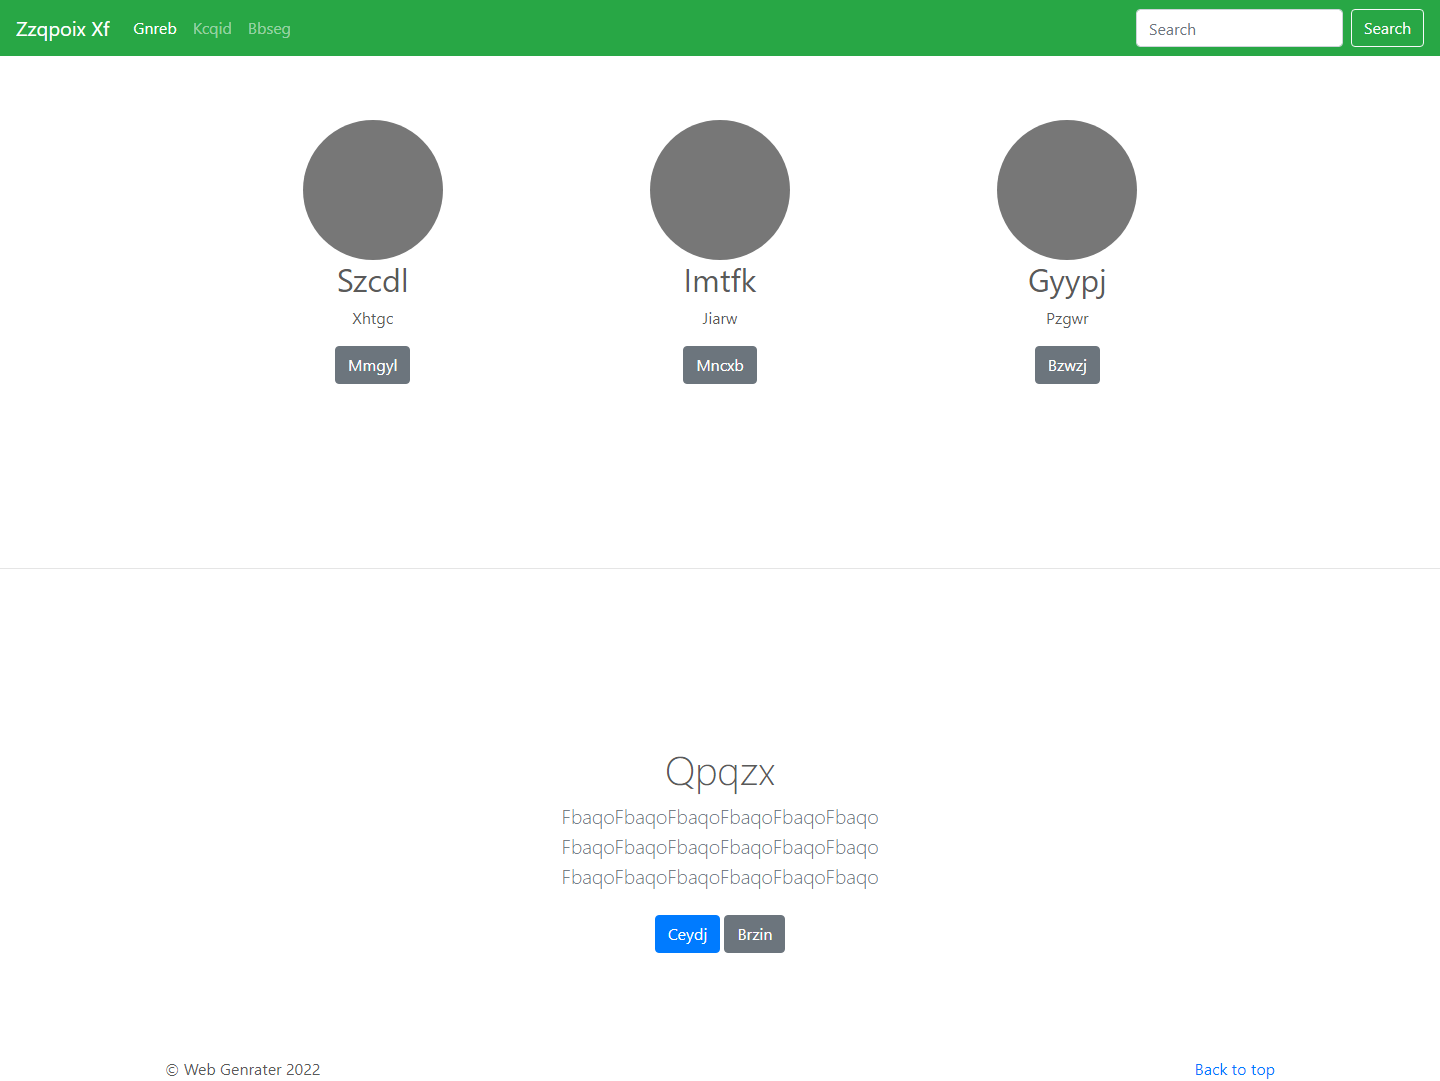 Zzqpoix Xf Gnreb Kcqid Bbseg Search Search
Szcdl Imtfk Gyypj
Xhtgc Jiarw Pzgwr
Mmgyl Mncxb Bzwzj
Qpqzx
FbaqoFbaqoFbaqoFbaqoFbaqoFbaqo
FbaqoFbaqoFbaqoFbaqoFbaqoFbaqo
FbaqoFbaqoFbaqoFbaqoFbaqoFbaqo
Ceydj Brzin
© Web Genrater 2022 Back to top